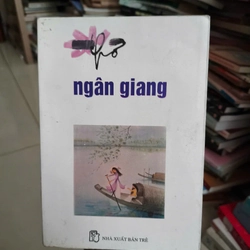 thơ
ngân giang
NHÀ XUẤT BẢN TRẺ